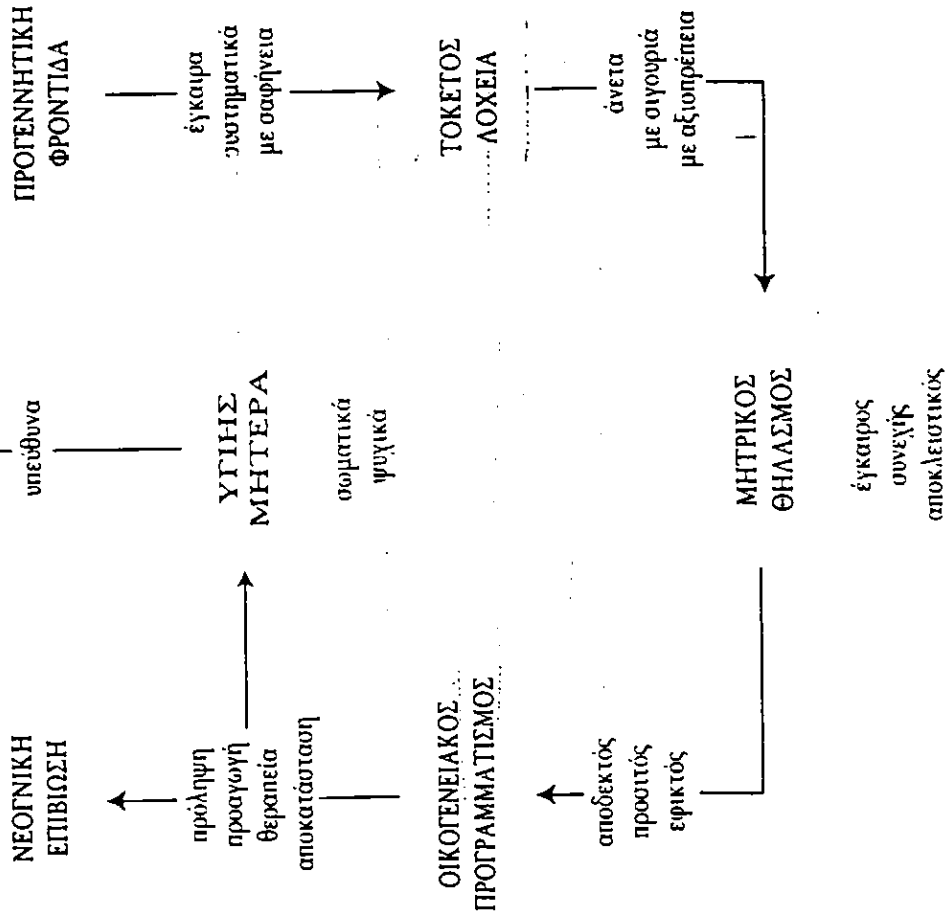 υπεύθυνα
ΝΕΟΓΝΙΚΗ
ΕΠΙΒΙΩΣΗ
ΠΡΟΓΕΝΝΗΤΙΚΗ
ΦΡΟΝΤΙΔΑ
πρόληψη
προαγωγή
θεραπεία
αποκατάσταση
ΥΓΙΗΣ
ΜΗΤΕΡΑ
σωματικά
ψυχικά
έγκαιρα
συστηματικά
με σαφήνεια
ΟΙΚΟΓΕΝΕΙΑΚΟΣ
ΠΡΟΓΡΑΜΜΑΤΙΣΜΟΣ
ΤΟΚΕΤΟΣ
ΛΟΧΕΙΑ
αποδεκτός
προσιτός
εφικτός
άνετα
με σιγουριά
με αξιοπρέπεια
ΜΗΤΡΙΚΟΣ
ΘΗΛΑΣΜΟΣ
έγκαιρος
συνεχής
αποκλειστικός